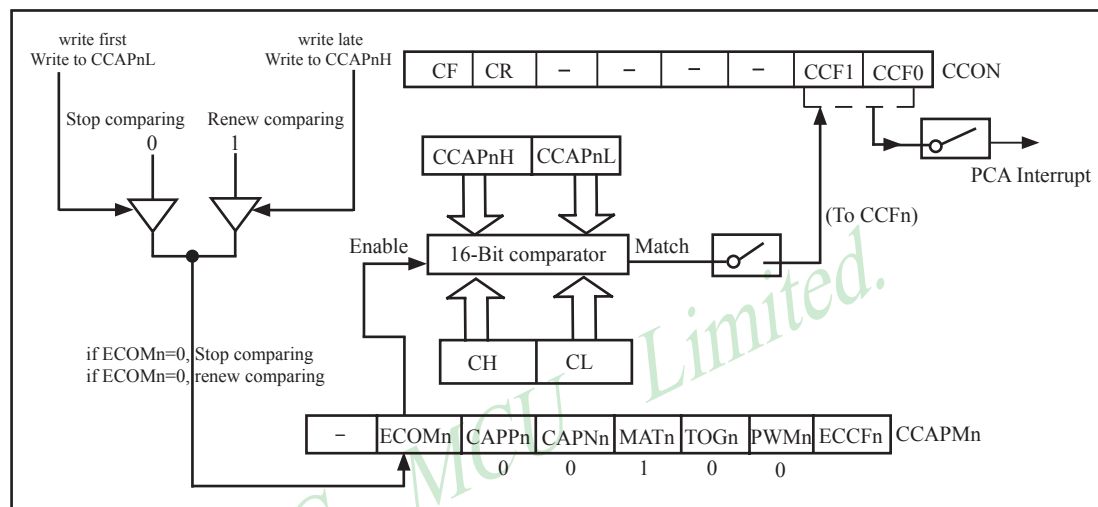 write first
Write to CCAPnL
write late
Write to CCAPnH
CF CR – – – – CCF1 CCF0 CCON
Stop comparing
0
Renew comparing
1
CCAPnH CCAPnL
PCA Interrupt
(To CCFn)
Enable
16-Bit comparator
Match
CH CL
if ECOMn=0, Stop comparing
if ECOMn=0, renew comparing
– ECOMn CAPPn CAPNn MATn TOGn PWMn ECCFn CCAPMn
0 0 1 0 0
MCU Limited.